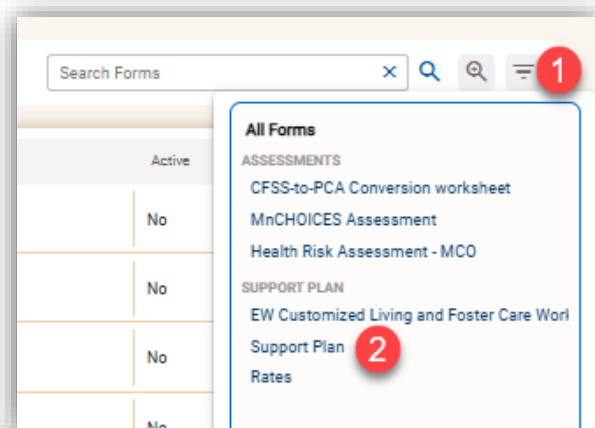 Search Forms
1
All Forms
Active
ASSESSMENTS
CFSS-to-PCA Conversion worksheet
No
MnCHOICES Assessment
Health Risk Assessment - MCO
No
SUPPORT PLAN
EW Customized Living and Foster Care Work
No
Support Plan 2
Rates
No